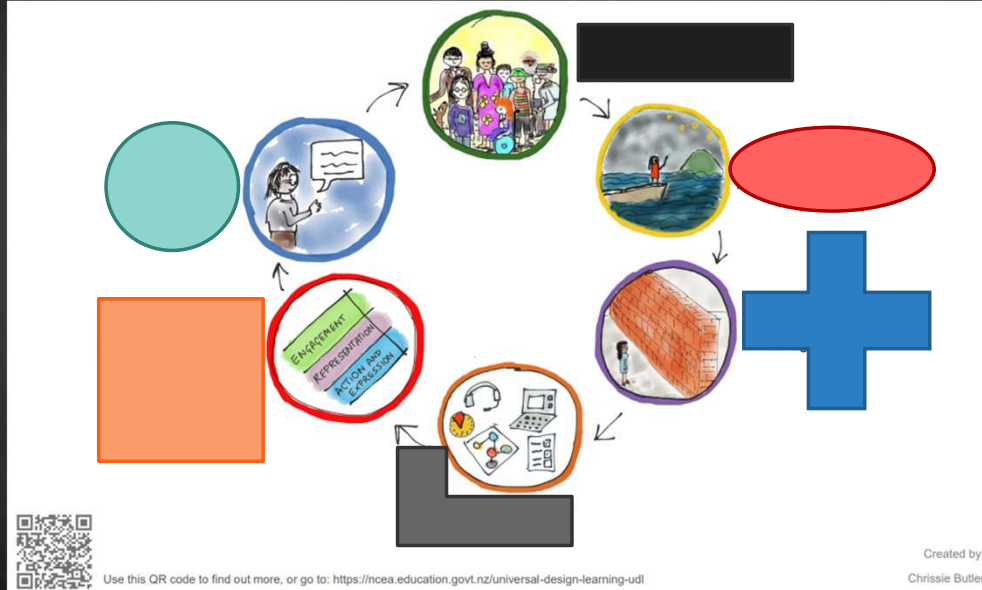 ENGAGEMENT
REPRESENTATION
ACTION AND
EXPRESSION
Use this QR code to find out more, or go to: https://ncea.education.govt.nz/universal-design-learning-udl
Created by
Chrissie Butler